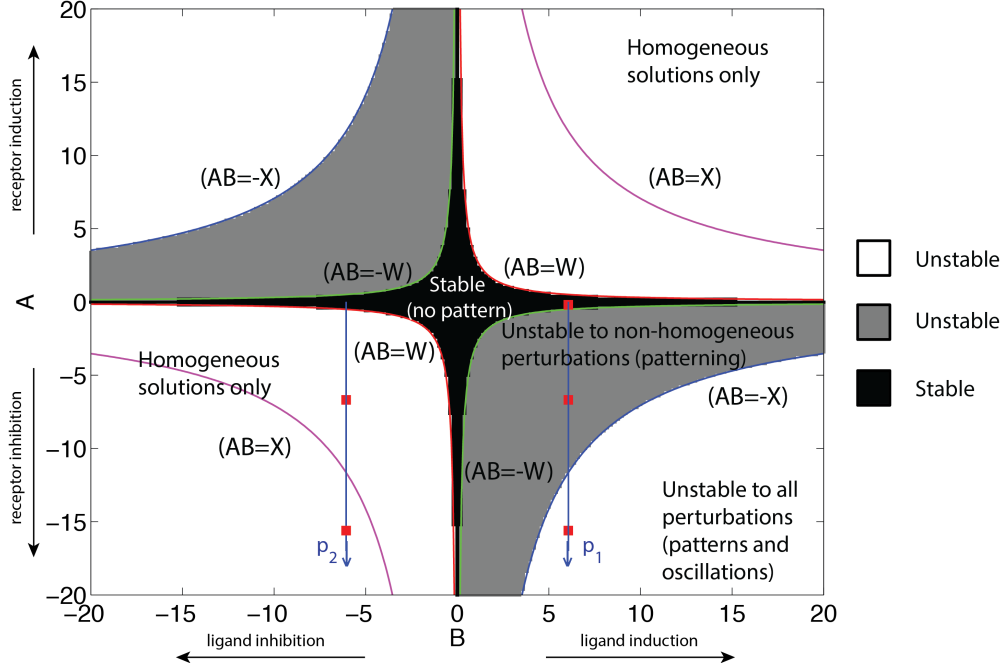 20
15
10
5
0
−5
−10
−15
−20
−20
−15
−10
−5
0
5
10
15
20
A
B
receptor induction
receptor inhibition
ligand inhibition
ligand induction
Homogeneous
solutions only
(AB=-X)
(AB=X)
(AB=-W)
(AB=W)
Stable
(no pattern)
Unstable to non-homogeneous
perturbations (patterning)
(AB=W)
Homogeneous
solutions only
(AB=-X)
(AB=X)
(AB=-W)
Unstable to all
perturbations
(patterns and
oscillations)
p2
p1
Unstable
Unstable
Stable